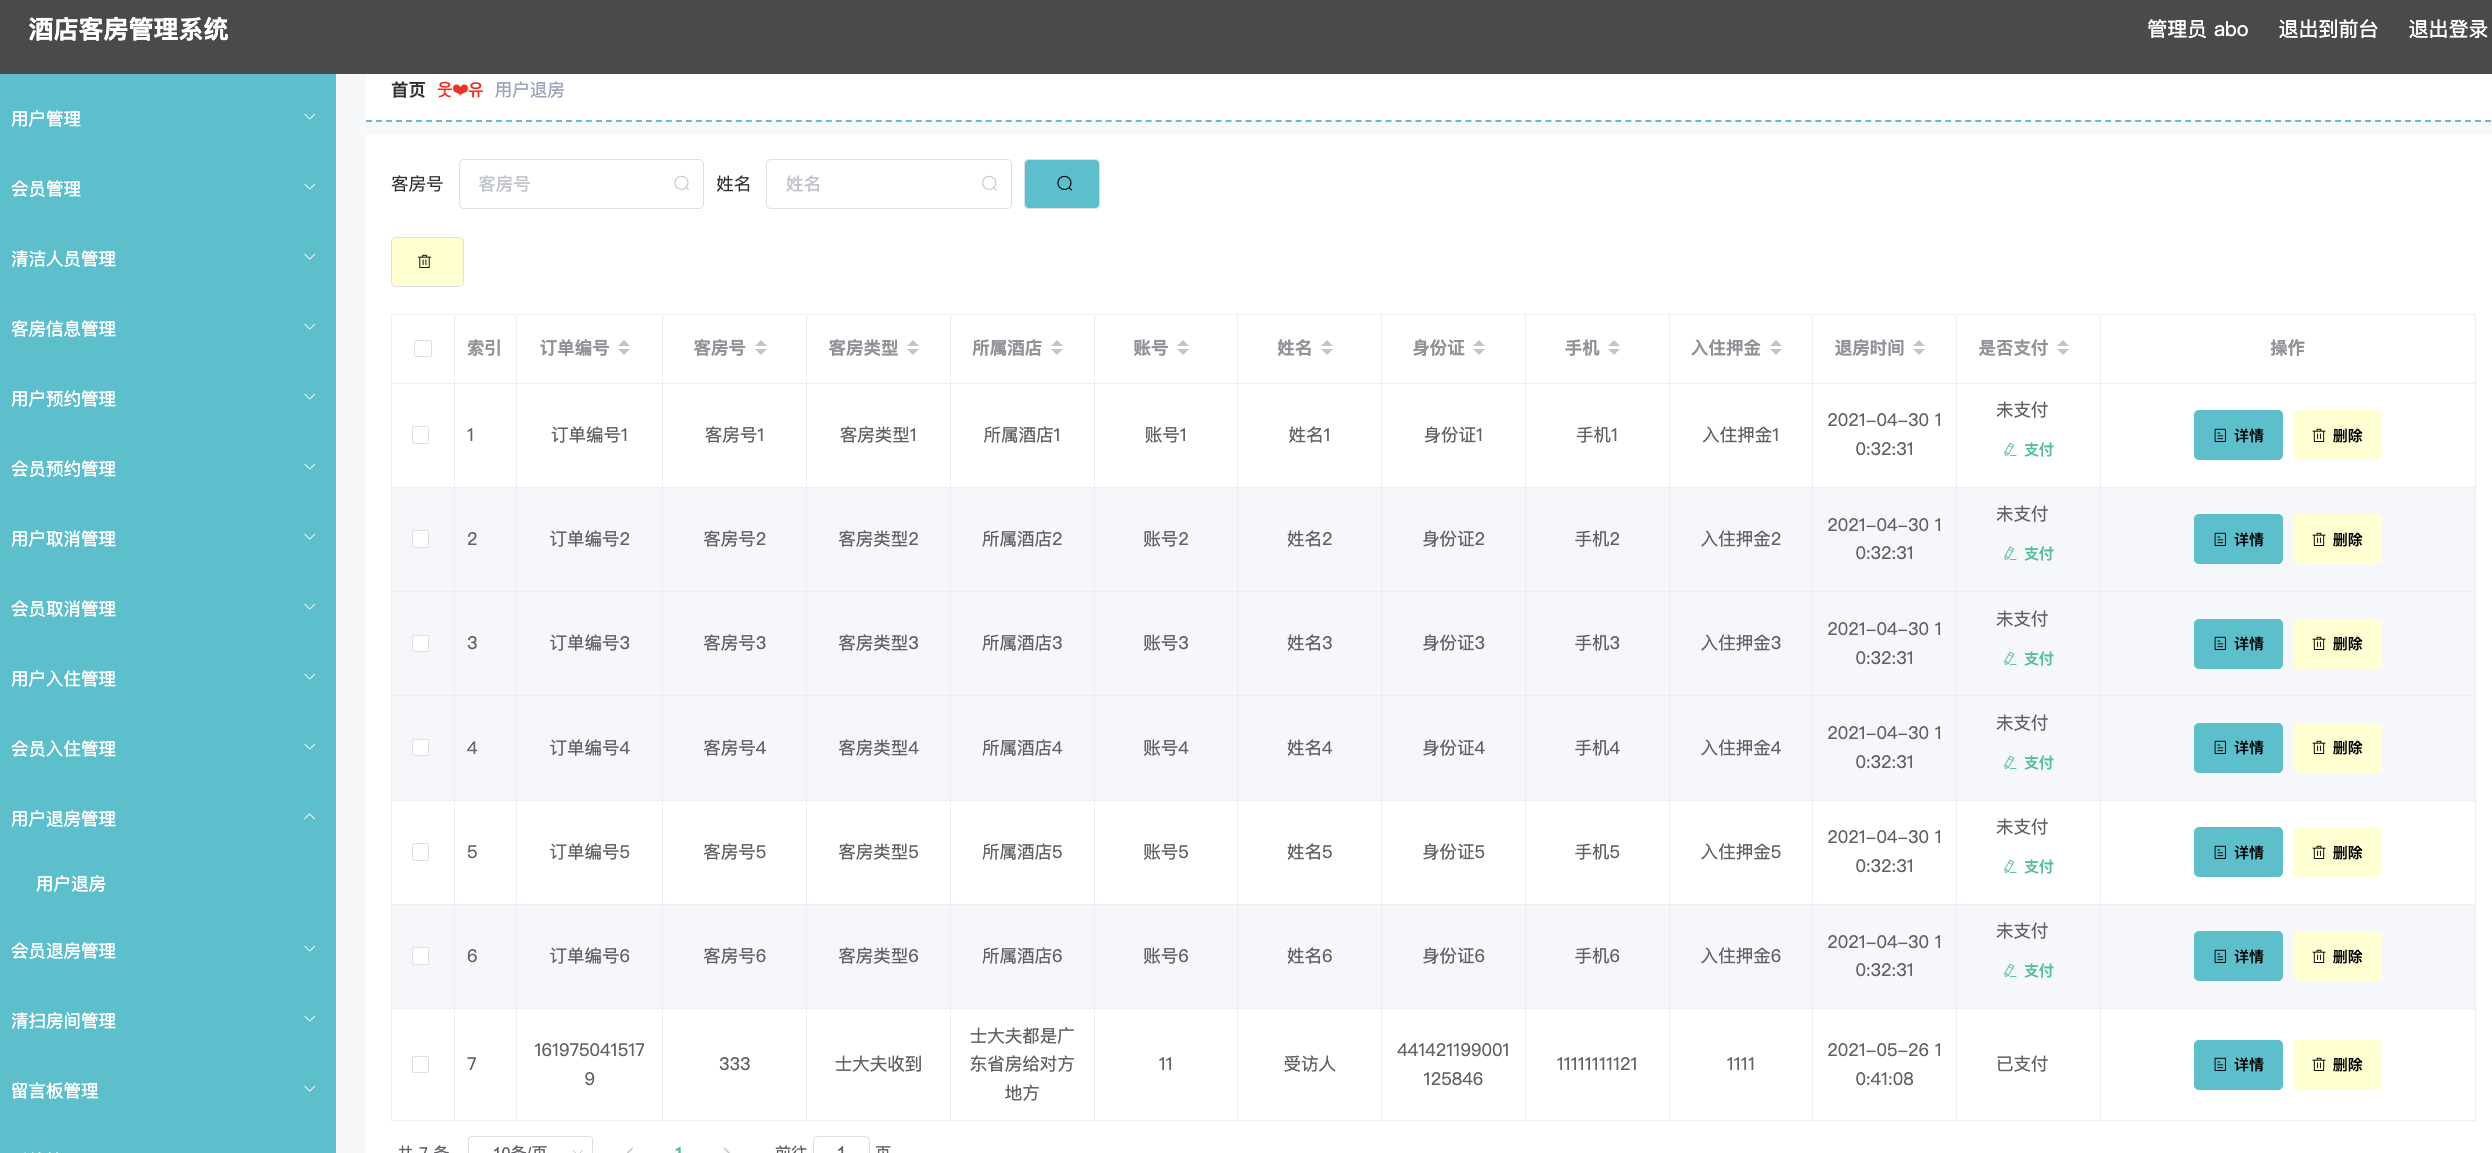 酒店客房管理系统
管理员 abo 退出到前台 退出登录
用户管理
会员管理
清洁人员管理
客房信息管理
用户预约管理
会员预约管理
用户取消管理
会员取消管理
用户入住管理
会员入住管理
用户退房管理
用户退房
会员退房管理
清扫房间管理
留言板管理
首页 웃❤유 用户退房
客房号 客房号 姓名 姓名
索引 订单编号 客房号 客房类型 所属酒店 账号 姓名 身份证 手机 入住押金 退房时间 是否支付 操作
1 订单编号1 客房号1 客房类型1 所属酒店1 账号1 姓名1 身份证1 手机1 入住押金1 2021-04-30 1 未支付 详情 删除
0:32:31 支付
2 订单编号2 客房号2 客房类型2 所属酒店2 账号2 姓名2 身份证2 手机2 入住押金2 2021-04-30 1 未支付 详情 删除
0:32:31 支付
3 订单编号3 客房号3 客房类型3 所属酒店3 账号3 姓名3 身份证3 手机3 入住押金3 2021-04-30 1 未支付 详情 删除
0:32:31 支付
4 订单编号4 客房号4 客房类型4 所属酒店4 账号4 姓名4 身份证4 手机4 入住押金4 2021-04-30 1 未支付 详情 删除
0:32:31 支付
5 订单编号5 客房号5 客房类型5 所属酒店5 账号5 姓名5 身份证5 手机5 入住押金5 2021-04-30 1 未支付 详情 删除
0:32:31 支付
6 订单编号6 客房号6 客房类型6 所属酒店6 账号6 姓名6 身份证6 手机6 入住押金6 2021-04-30 1 未支付 详情 删除
0:32:31 支付
士大夫都是广
7 161975041517 333 士大夫收到 东省房给对方 11 受访人 441421199001 11111111121 1111 2021-05-26 1 已支付 详情 删除
9 地方 125846 0:41:08
共 7 条 10条/页 1 前往 1 页